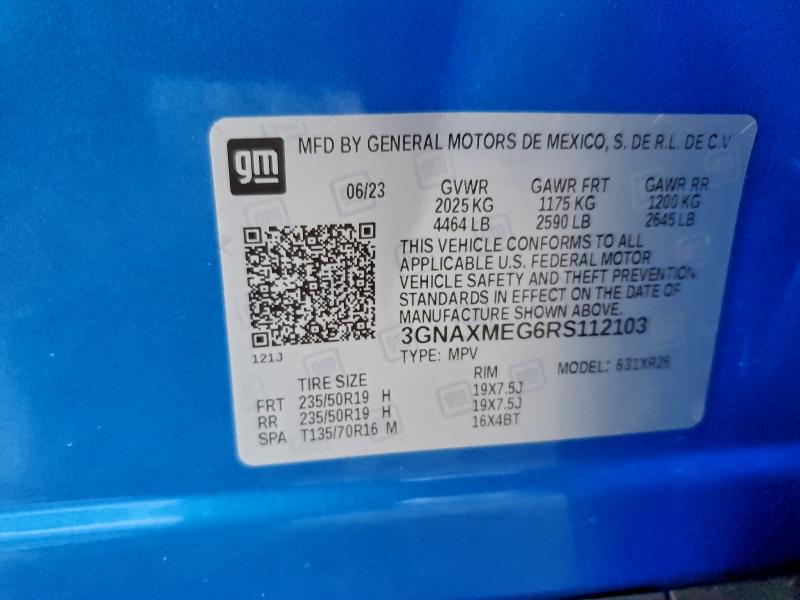 gm
MFD BY GENERAL MOTORS DE MEXICO, S. DE R.L. DE C.V
06/23
GVWR GAWR FRT GAWR RR
2025 KG 1175 KG 1200 KG
4464 LB 2590 LB 2645 LB
THIS VEHICLE CONFORMS TO ALL
APPLICABLE U.S. FEDERAL MOTOR
VEHICLE SAFETY AND THEFT PREVENTION
STANDARDS IN EFFECT ON THE DATE OF
MANUFACTURE SHOWN ABOVE.
3GNAXMEG6RS112103
TYPE: MPV MODEL: 631XR26
121J
TIRE SIZE RIM
FRT 235/50R19 H 19X7.5J
RR 235/50R19 H 19X7.5J
SPA T135/70R16 M 16X4BT